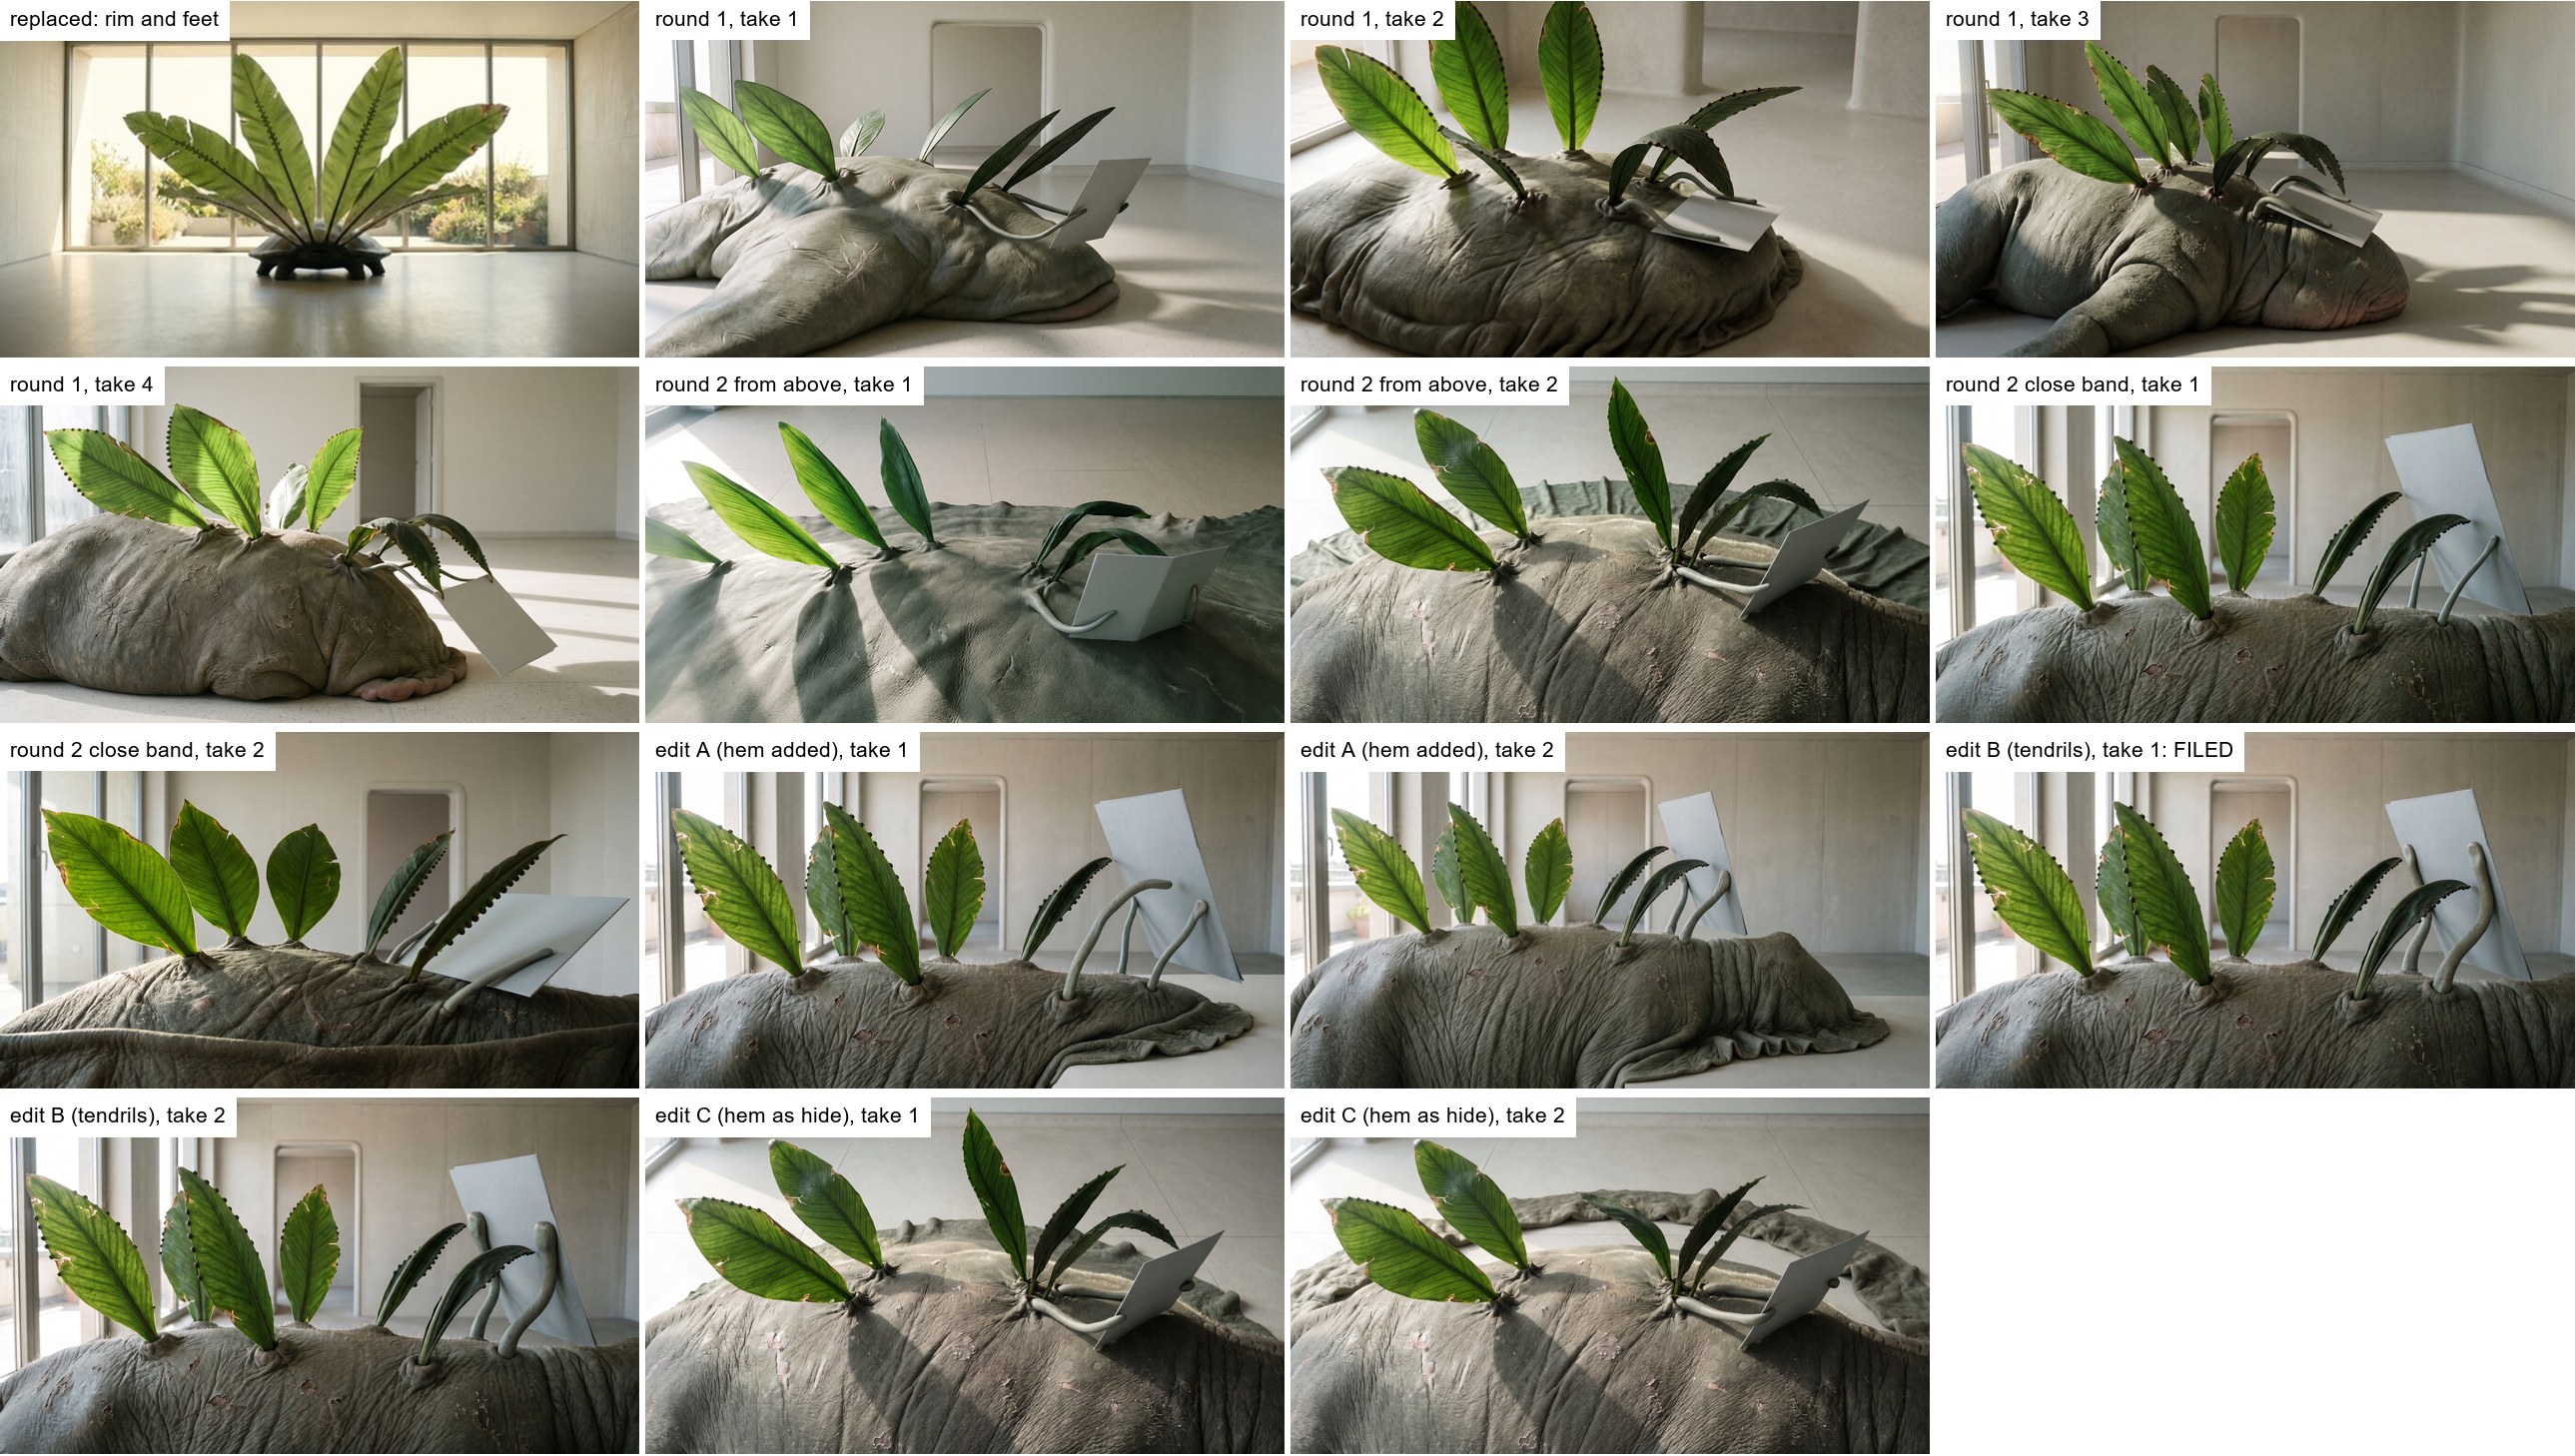 replaced: rim and feet
round 1, take 1
round 1, take 2
round 1, take 3
round 1, take 4
round 2 from above, take 1
round 2 from above, take 2
round 2 close band, take 1
round 2 close band, take 2
edit A (hem added), take 1
edit A (hem added), take 2
edit B (tendrils), take 1: FILED
edit B (tendrils), take 2
edit C (hem as hide), take 1
edit C (hem as hide), take 2